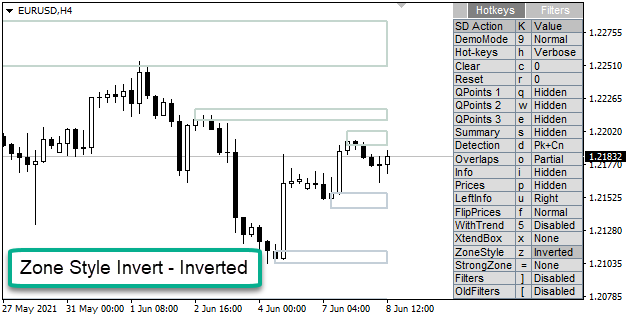 EURUSD,H4
Hotkeys Filters
SD Action K Value
DemoMode 9 Normal
Hot-keys h Verbose
Clear c 0
Reset r 0
QPoints 1 q Hidden
QPoints 2 w Hidden
QPoints 3 e Hidden
Summary s Hidden
Detection d Pk+Cn
Overlaps o Partial
Info i Hidden
Prices p Hidden
LeftInfo u Right
FlipPrices f Normal
WithTrend 5 Disabled
XtendBox x None
ZoneStyle z Inverted
StrongZone = None
Filters ] Disabled
OldFilters [ Disabled
1.22755
1.22510
1.22265
1.22020
1.21832
1.21770
1.21525
1.21280
1.21035
1.20785
Zone Style Invert - Inverted
27 May 2021 31 May 00:00 1 Jun 08:00 2 Jun 16:00 4 Jun 00:00 7 Jun 04:00 8 Jun 12:00